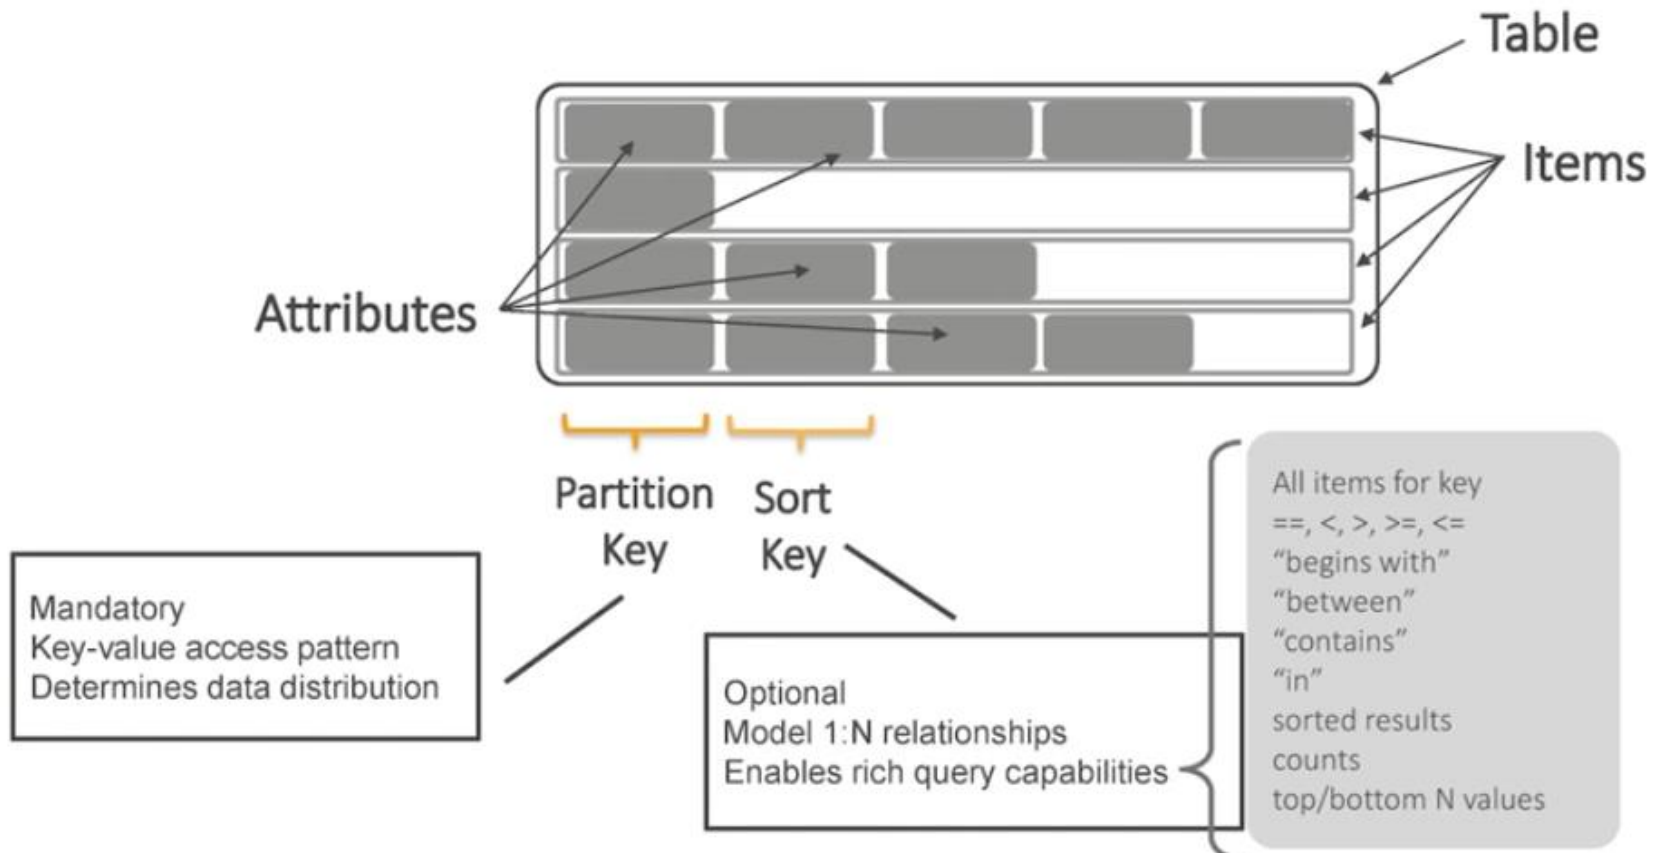 Table
Items
Attributes
Partition
Key
Sort
Key
Mandatory
Key-value access pattern
Determines data distribution
Optional
Model 1:N relationships
Enables rich query capabilities
All items for key
==, <, >, >=, <=
“begins with”
“between”
“contains”
“in”
sorted results
counts
top/bottom N values